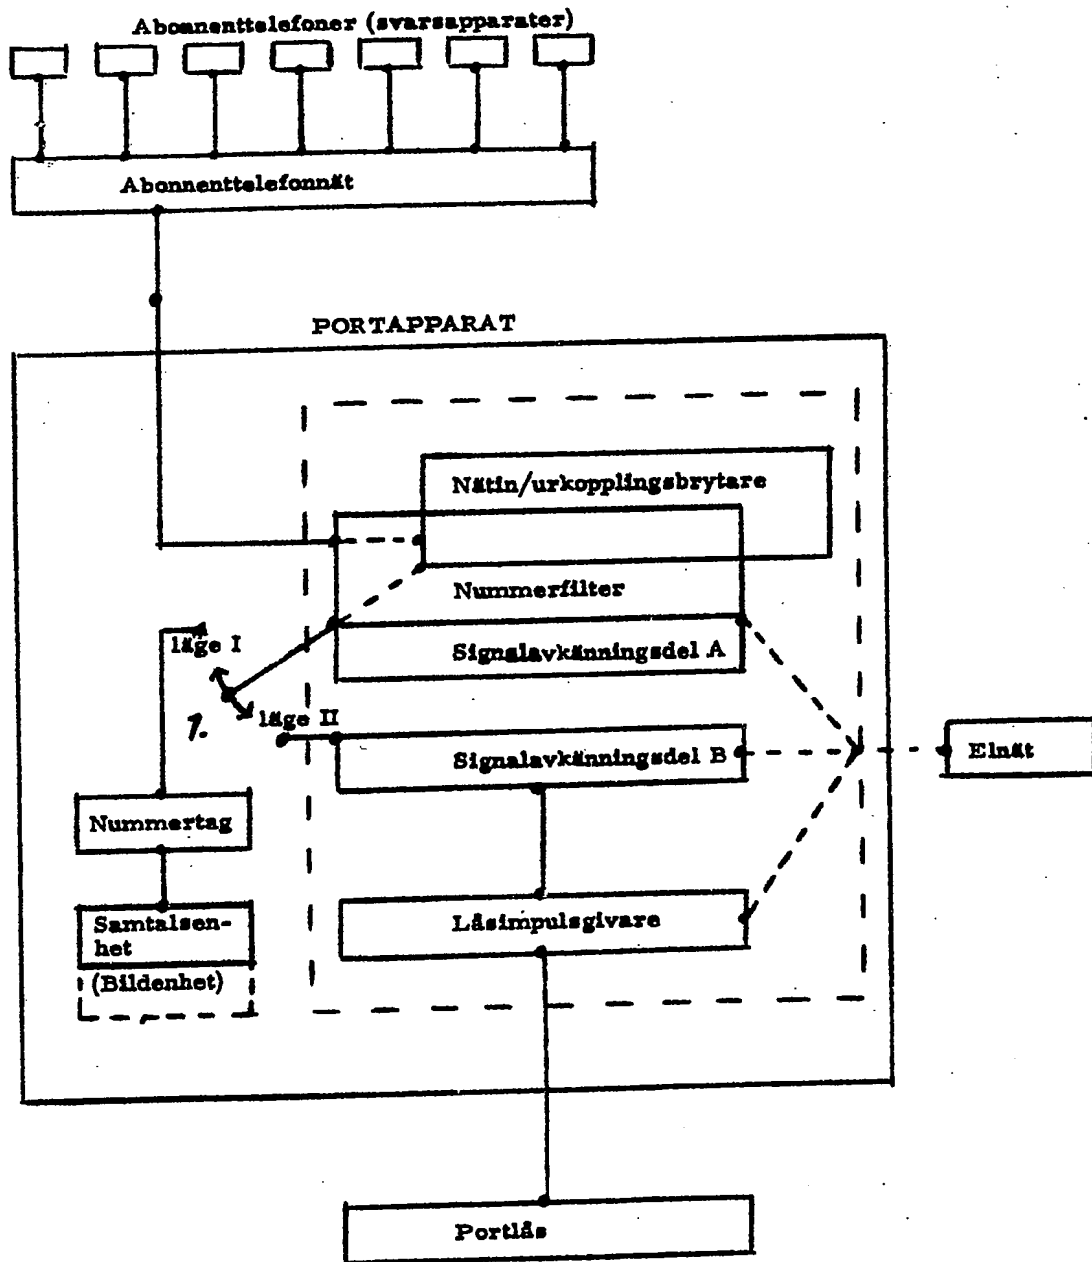 Abonnenttelefoner (svarsapparater)
Abonnenttelefonnät
PORTAPPARAT
Nätin/urkopplingsbrytare
Nummerfilter
läge I
Signalavkänningsdel A
1.
läge II
Signalavkänningsdel B
Elnät
Nummertag
Samtalsen-
het
(Bildenhet)
Låsimpulsgivare
Portlås